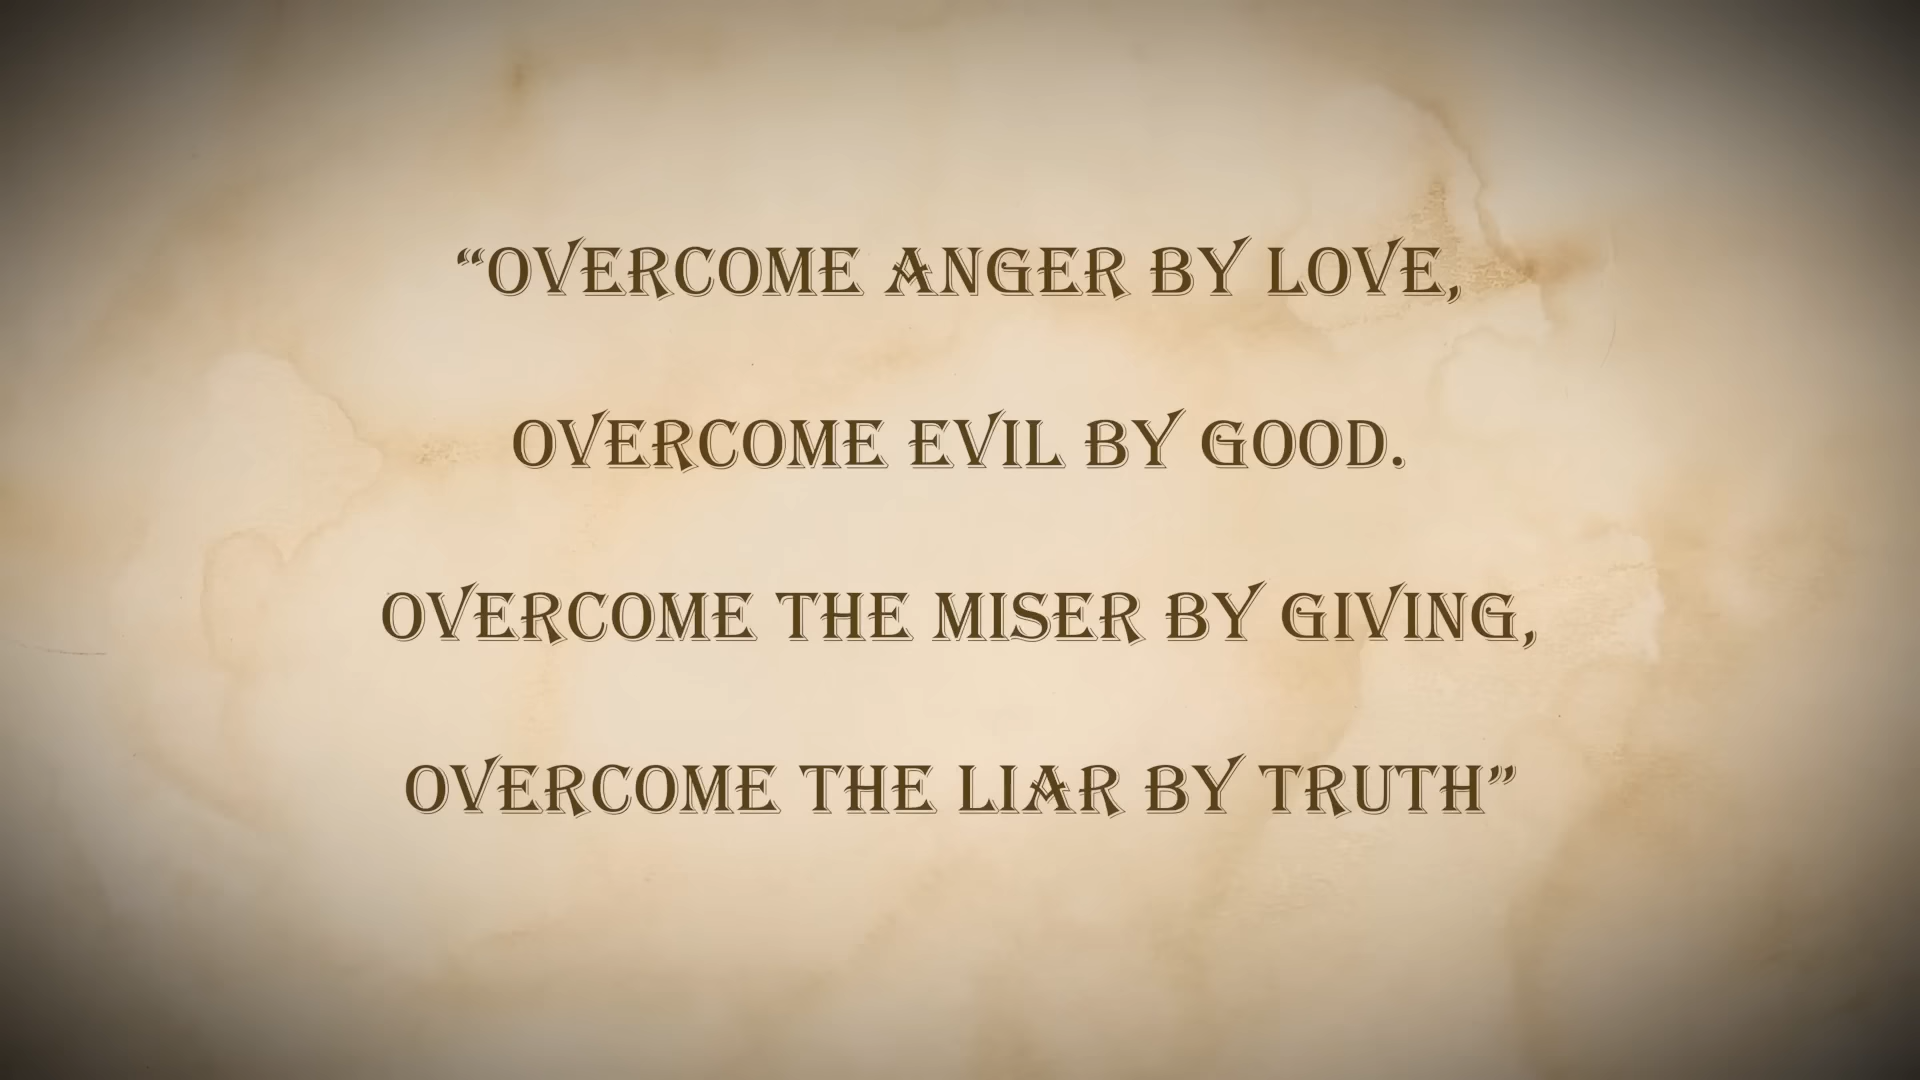 “OVERCOME ANGER BY LOVE,
OVERCOME EVIL BY GOOD.
OVERCOME THE MISER BY GIVING,
OVERCOME THE LIAR BY TRUTH”